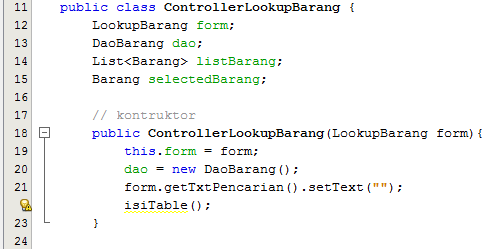 11 public class ControllerLookupBarang {
12 LookupBarang form;
13 DaoBarang dao;
14 List<Barang> listBarang;
15 Barang selectedBarang;
16
17 // kontruktor
18 public ControllerLookupBarang(LookupBarang form){
19 this.form = form;
20 dao = new DaoBarang();
21 form.getTxtPencarian().setText("");
isiTable();
23 }
24